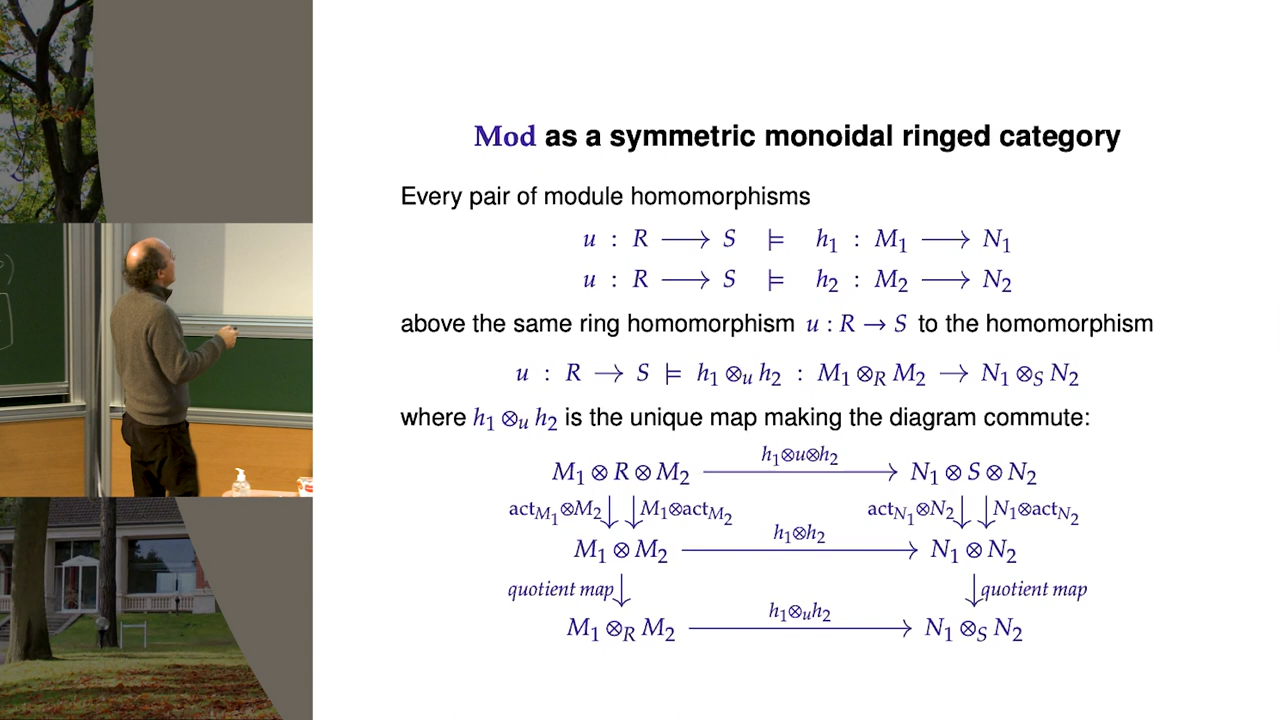 Mod as a symmetric monoidal ringed category
Every pair of module homomorphisms
u : R ⟶ S ⊨ h₁ : M₁ ⟶ N₁
u : R ⟶ S ⊨ h₂ : M₂ ⟶ N₂
above the same ring homomorphism u : R → S to the homomorphism
u : R → S ⊨ h₁ ⊗ᵤ h₂ : M₁ ⊗_R M₂ → N₁ ⊗_S N₂
where h₁ ⊗ᵤ h₂ is the unique map making the diagram commute:
h₁⊗u⊗h₂
M₁ ⊗ R ⊗ M₂ ⟶ N₁ ⊗ S ⊗ N₂
act_{M₁}⊗M₂ ↓ ↓ M₁⊗act_{M₂} act_{N₁}⊗N₂ ↓ ↓ N₁⊗act_{N₂}
h₁⊗h₂
M₁ ⊗ M₂ ⟶ N₁ ⊗ N₂
quotient map ↓ ↓ quotient map
h₁⊗ᵤh₂
M₁ ⊗_R M₂ ⟶ N₁ ⊗_S N₂